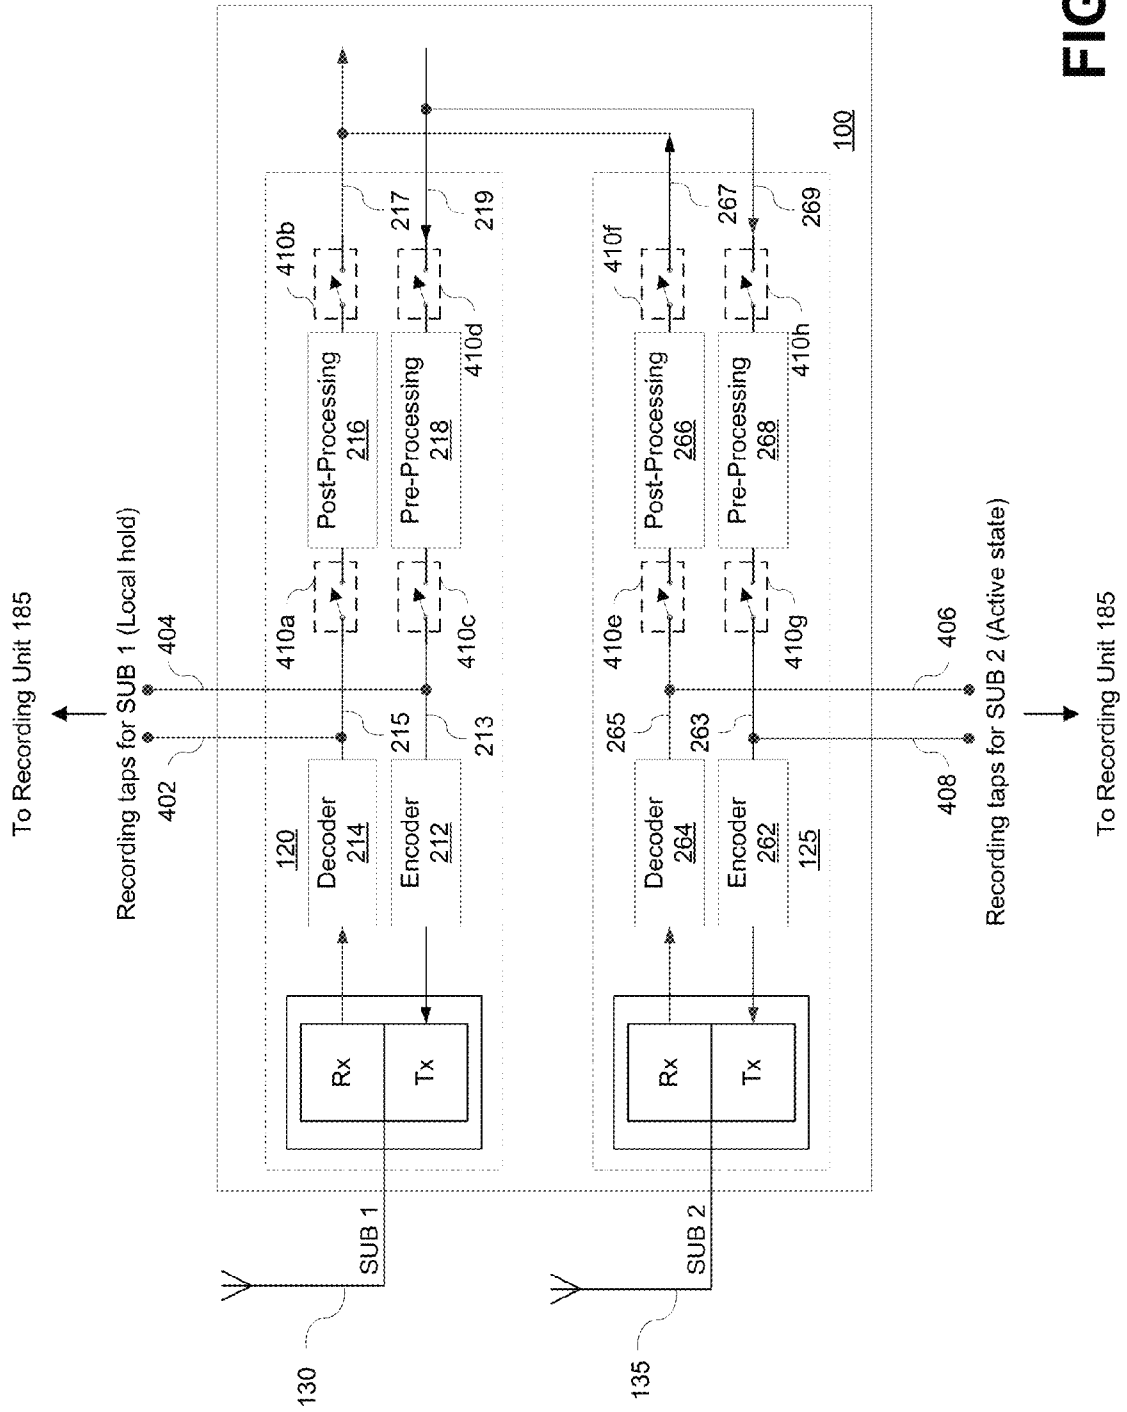 To Recording Unit 185
Recording taps for SUB 1 (Local hold)
402
404
120
Decoder
214
Encoder
212
215
213
410a
410c
Post-Processing
216
Pre-Processing
218
410b
410d
217
219
Rx
Tx
SUB 1
130
Decoder
264
Encoder
262
125
265
263
410e
410g
Post-Processing
266
Pre-Processing
268
410f
410h
267
269
Rx
Tx
SUB 2
135
100
408
406
Recording taps for SUB 2 (Active state)
To Recording Unit 185